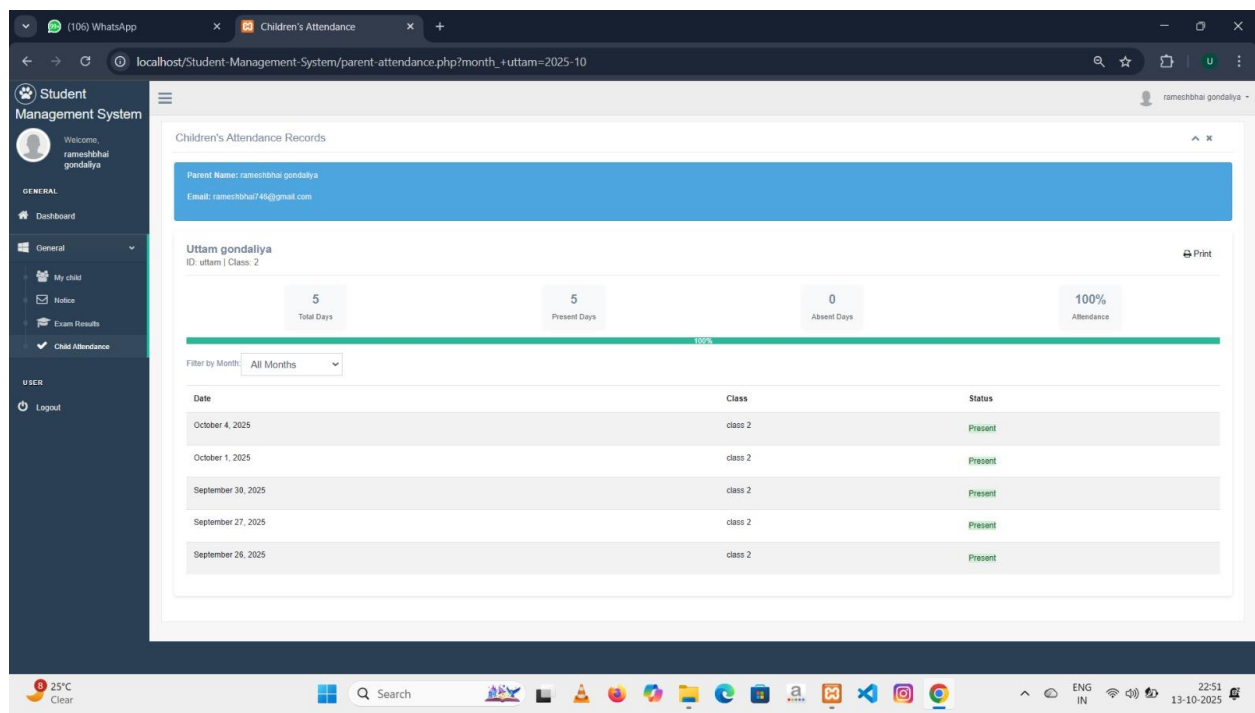 (106) WhatsApp
Children's Attendance
localhost/Student-Management-System/parent-attendance.php?month_+uttam=2025-10
U
Student
Management System
Welcome,
rameshbhai
gondaliya
GENERAL
Dashboard
General
My child
Notice
Exam Results
Child Attendance
USER
Logout
rameshbhai gondaliya
Children's Attendance Records
Parent Name: rameshbhai gondaliya
Email: rameshbhai746@gmail.com
Uttam gondaliya
ID: uttam | Class: 2
Print
5
Total Days
5
Present Days
0
Absent Days
100%
Attendance
100%
Filter by Month: All Months
Date Class Status
October 4, 2025 class 2 Present
October 1, 2025 class 2 Present
September 30, 2025 class 2 Present
September 27, 2025 class 2 Present
September 26, 2025 class 2 Present
8
25°C
Clear
Search
a
ENG
IN
22:51
13-10-2025